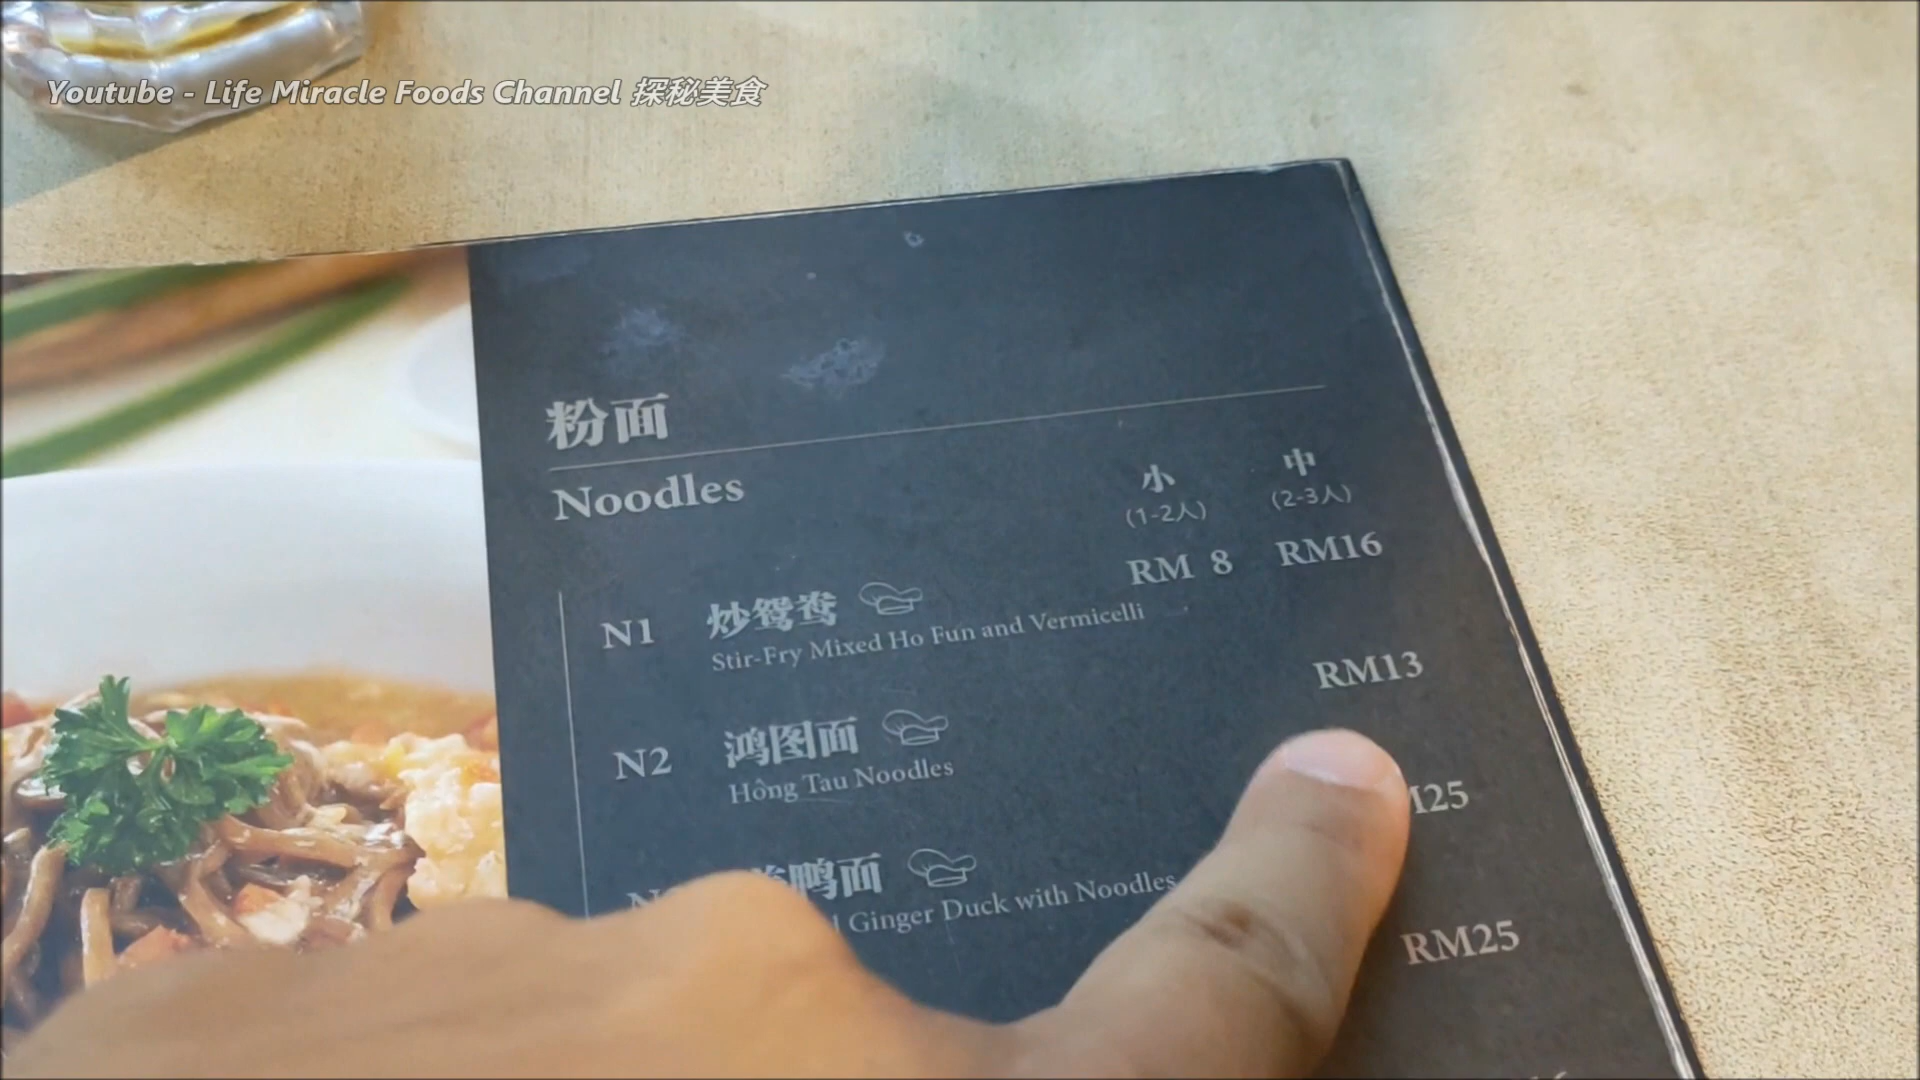 Youtube - Life Miracle Foods Channel 探秘美食
粉面
Noodles
小 中
(1-2人) (2-3人)
RM 8 RM16
N1 炒鸳鸯
Stir-Fry Mixed Ho Fun and Vermicelli
RM13
N2 鸿图面
Hông Tau Noodles
25
鸭面
Ginger Duck with Noodles
RM25